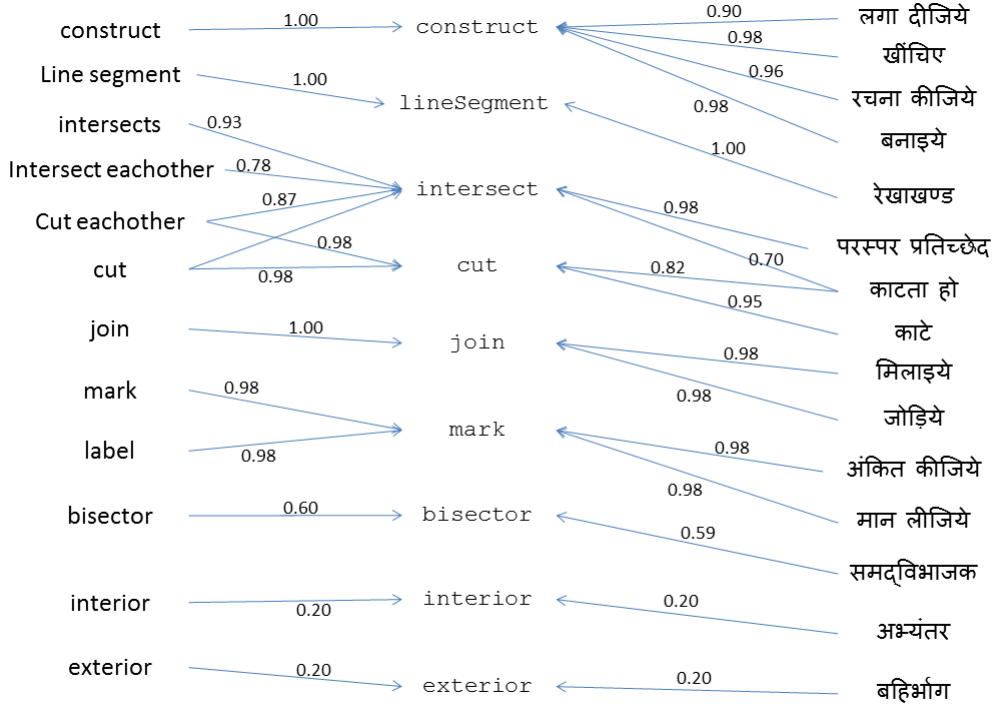 construct
Line segment
intersects
Intersect eachother
Cut eachother
cut
join
mark
label
bisector
interior
exterior
1.00
1.00
0.93
0.78
0.87
0.98
0.98
1.00
0.98
0.98
0.60
0.20
0.20
construct
lineSegment
intersect
cut
join
mark
bisector
interior
exterior
0.90
0.98
0.96
0.98
1.00
0.98
0.70
0.82
0.95
0.98
0.98
0.98
0.98
0.59
0.20
0.20
लगा दीजिये
खींचिए
रचना कीजिये
बनाइये
रेखाखण्ड
परस्पर प्रतिच्छेद
काटता हो
काटे
मिलाइये
जोड़िये
अंकित कीजिये
मान लीजिये
समद्विभाजक
अभ्यंतर
बहिर्भाग